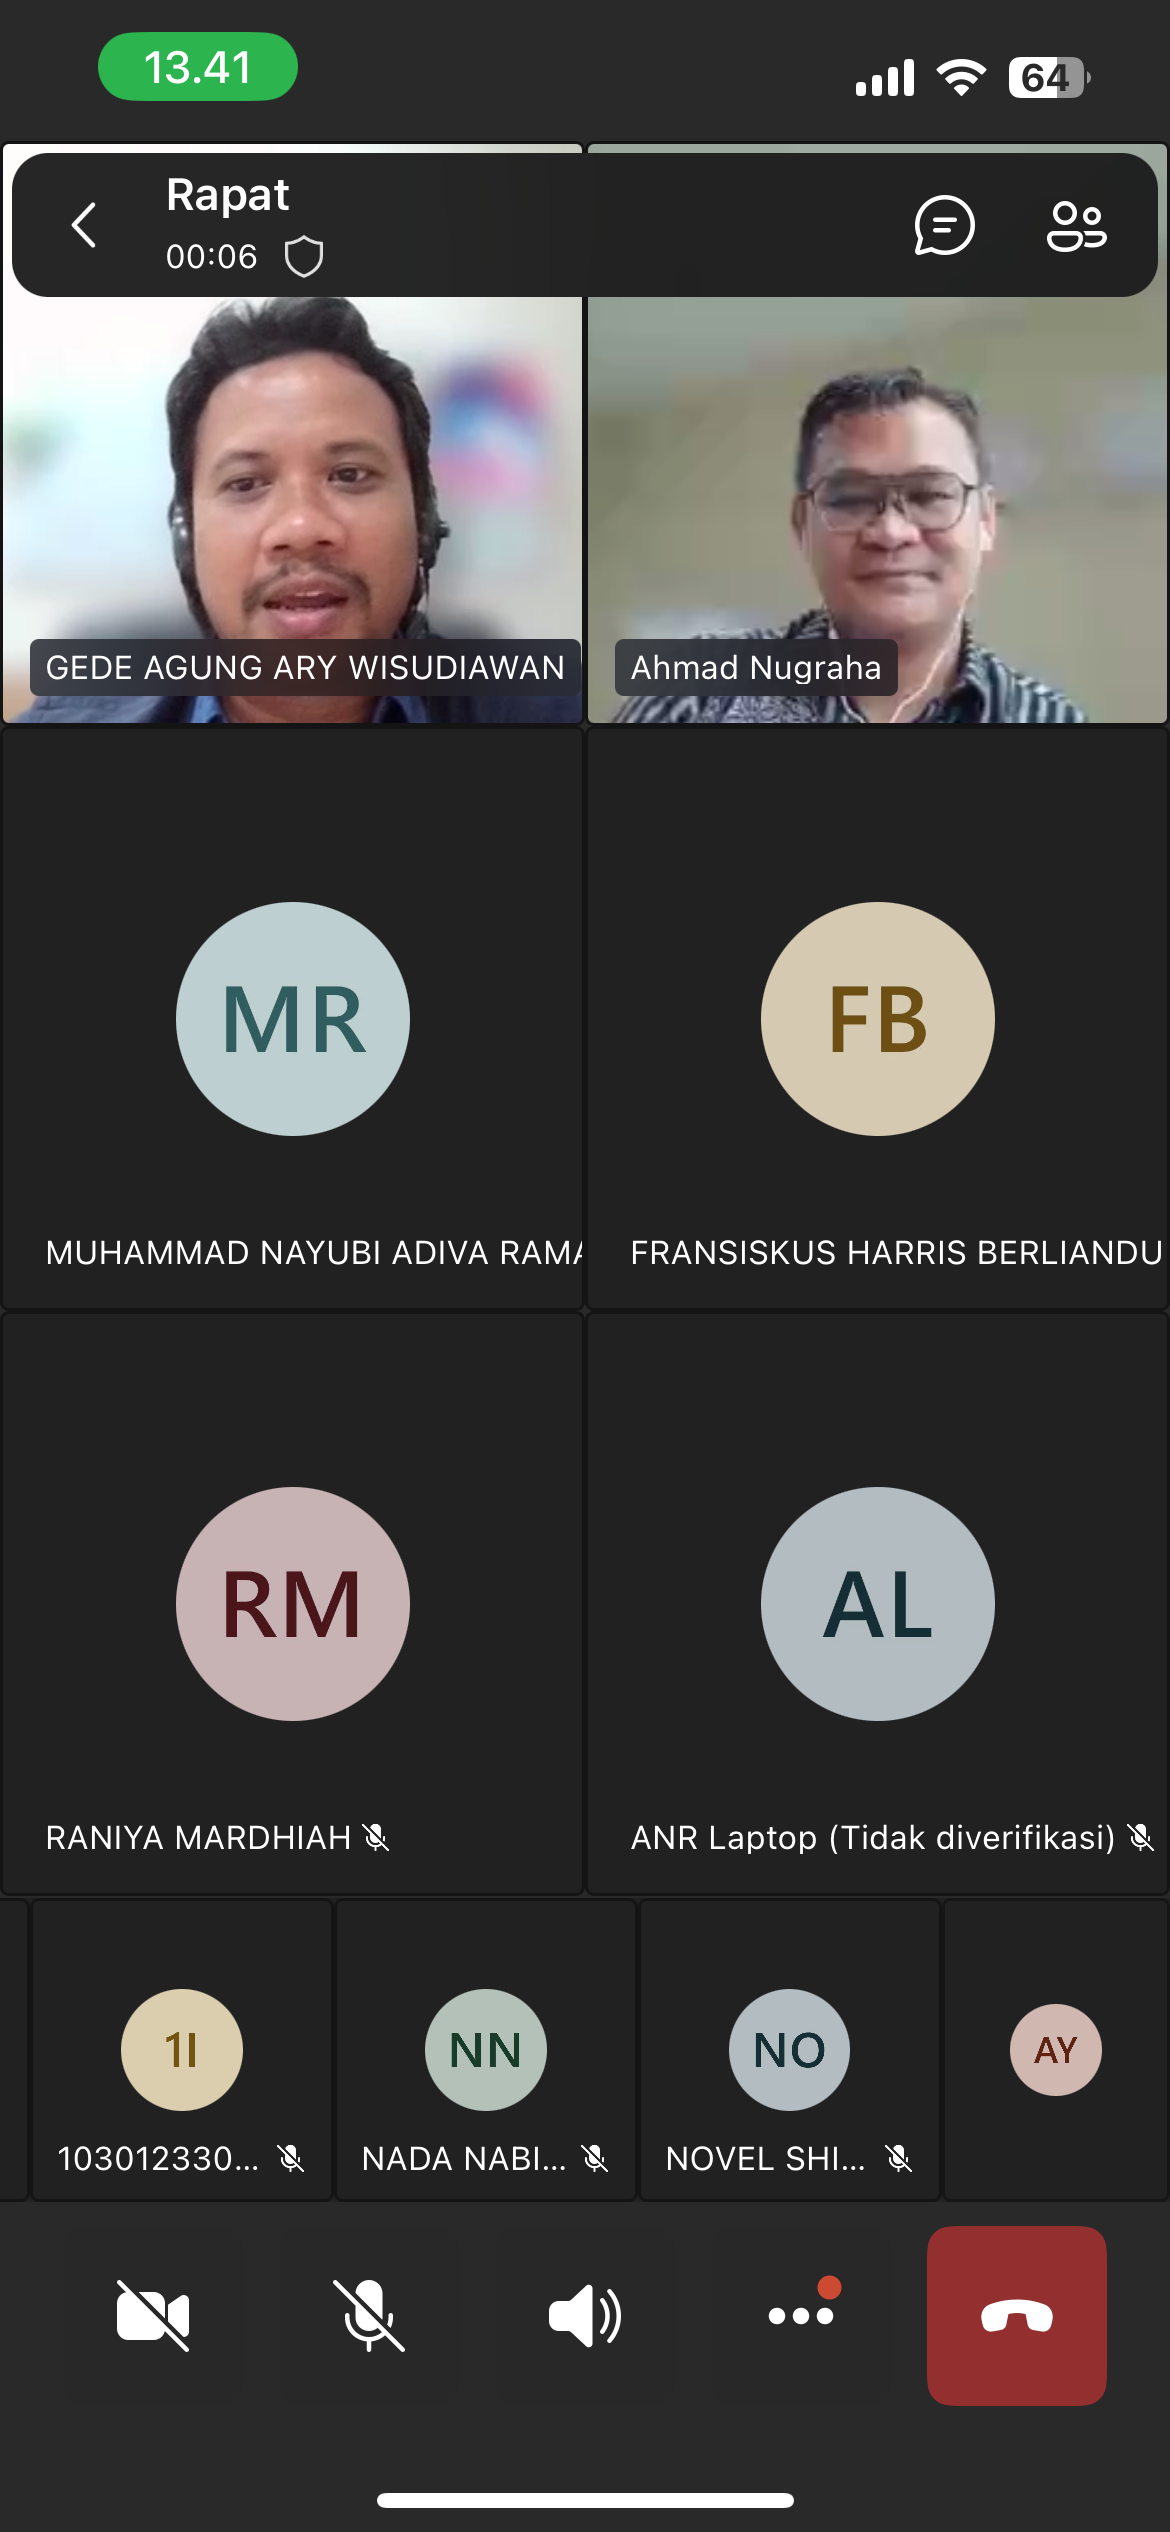 13.41
64
Rapat
00:06
GEDE AGUNG ARY WISUDIAWAN
Ahmad Nugraha
MR
FB
MUHAMMAD NAYUBI ADIVA RAMA
FRANSISKUS HARRIS BERLIANDU
RM
AL
RANIYA MARDHIAH
ANR Laptop (Tidak diverifikasi)
1I
NN
NO
AY
103012330...
NADA NABI...
NOVEL SHI...